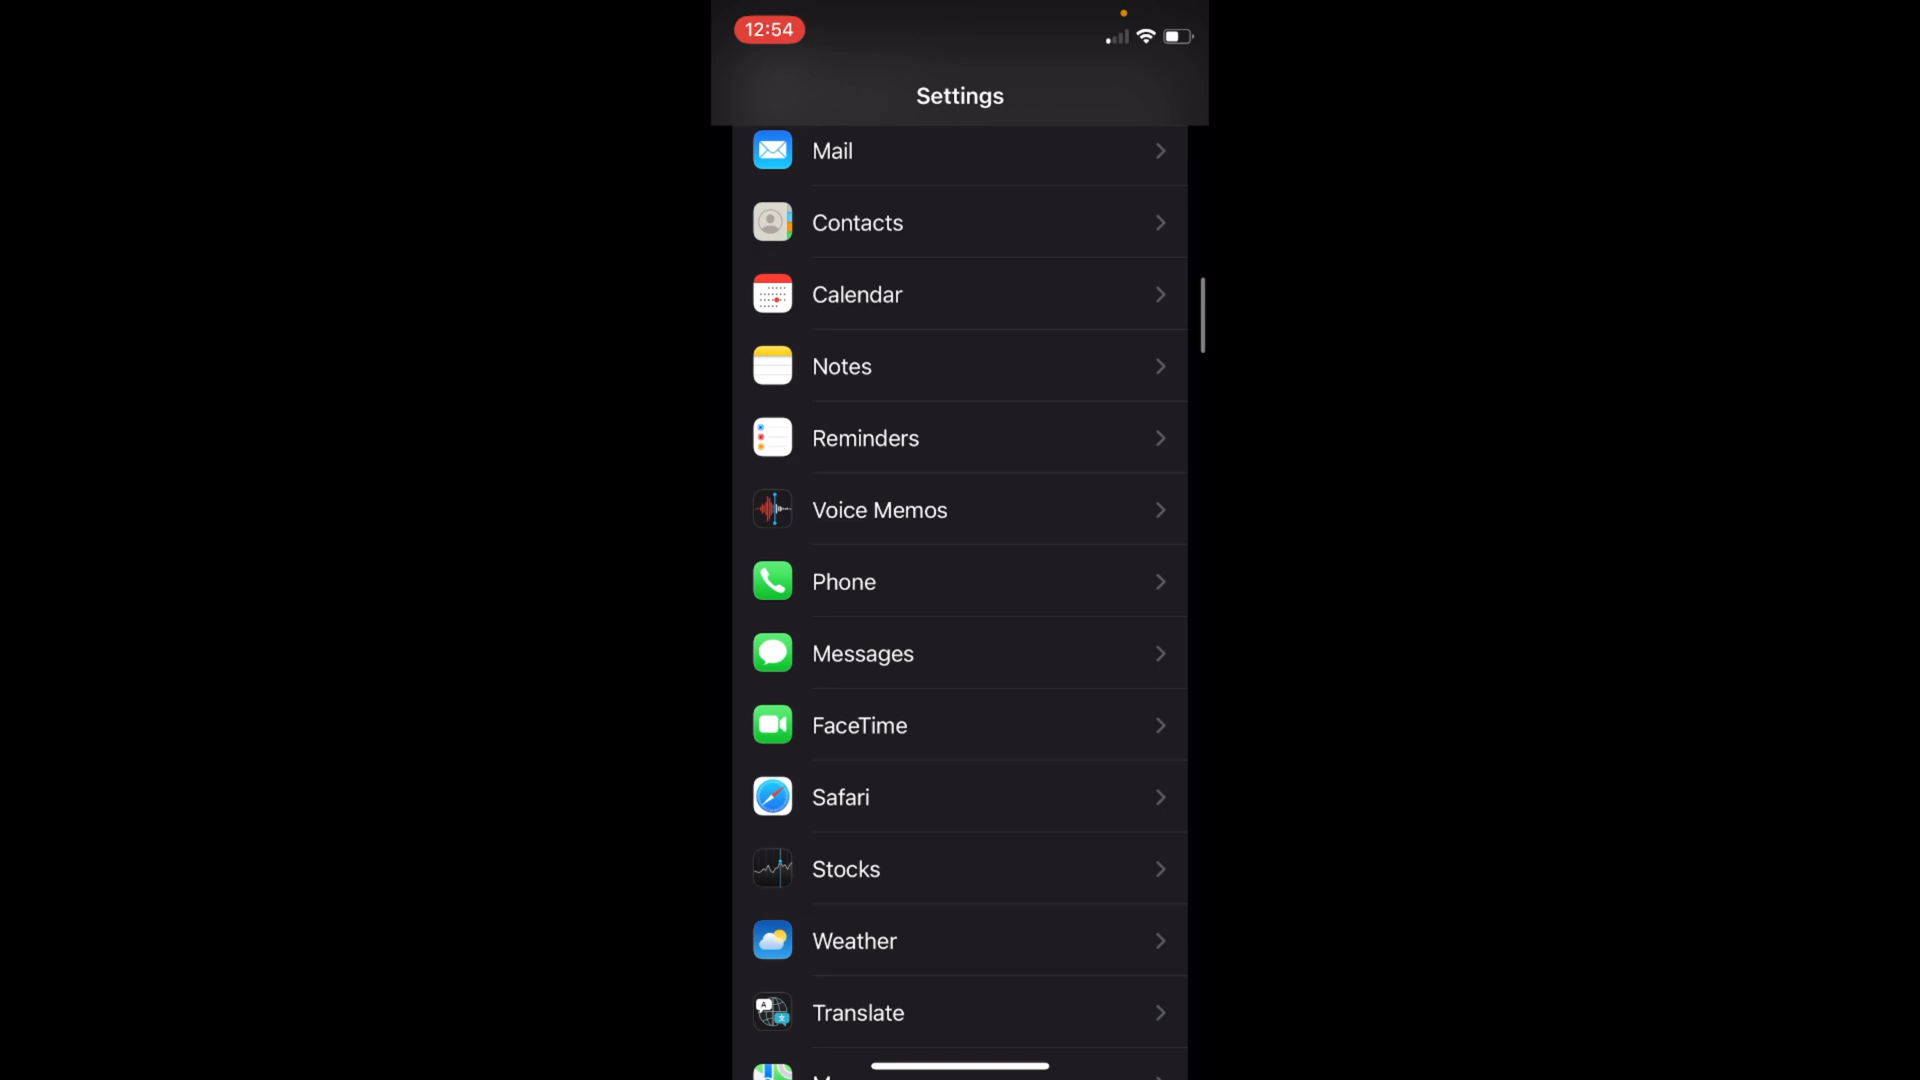 12:54
Settings
Mail
Contacts
Calendar
Notes
Reminders
Voice Memos
Phone
Messages
FaceTime
Safari
Stocks
Weather
Translate